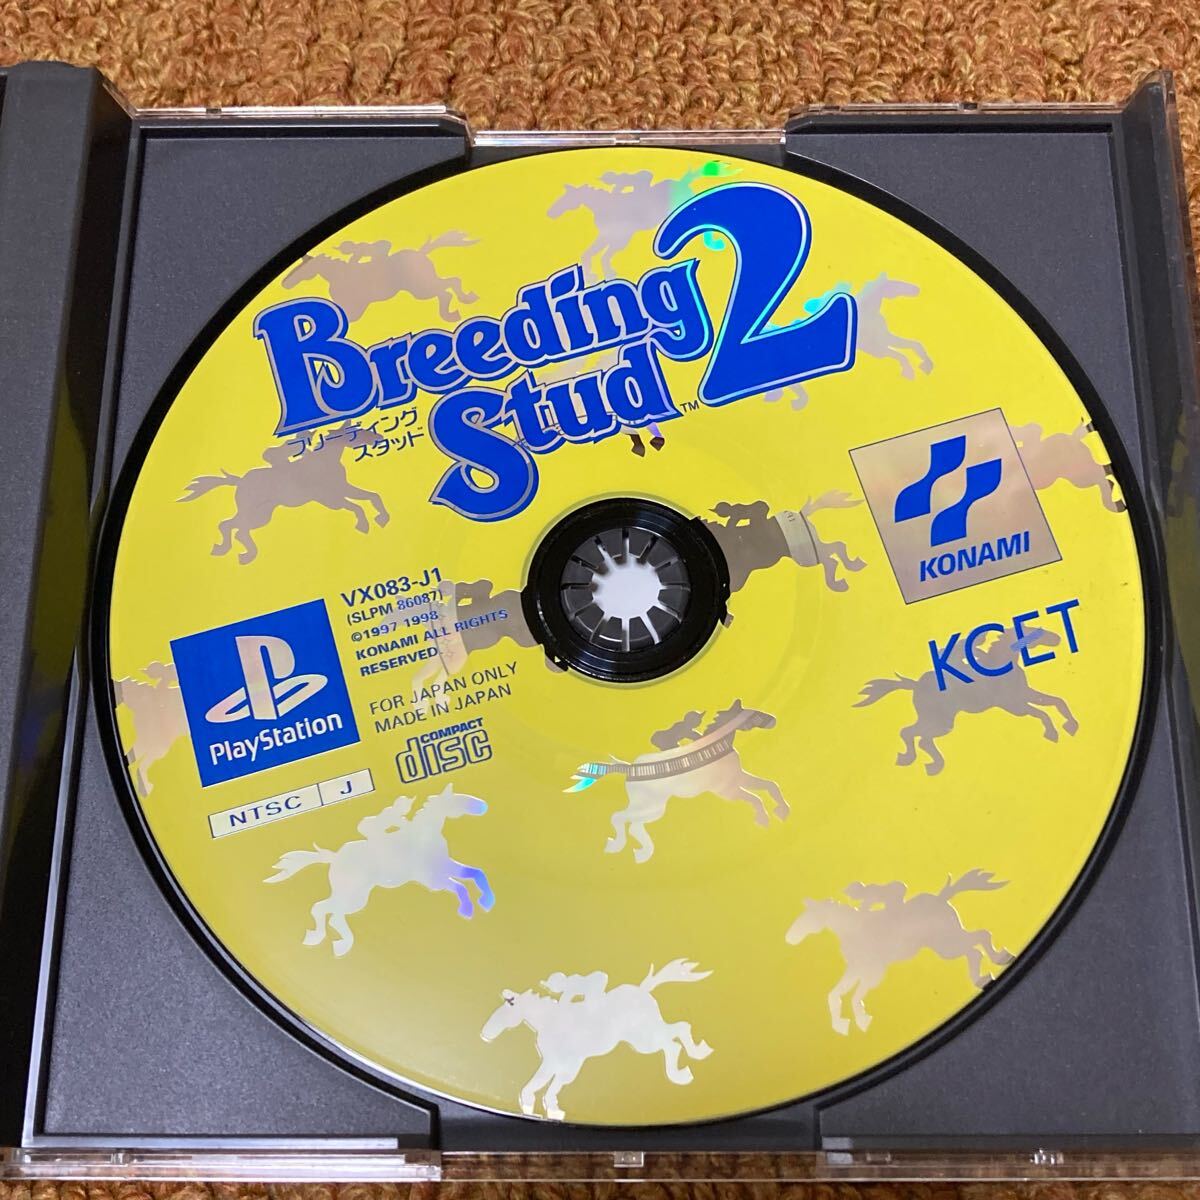 Breeding
Stud 2
TM
ブリーディング
スタッド
KONAMI
KCET
VX083-J1
(SLPM 86087)
©1997 1998
KONAMI ALL RIGHTS
RESERVED.
FOR JAPAN ONLY
MADE IN JAPAN
COMPACT
disc
PlayStation
NTSC J